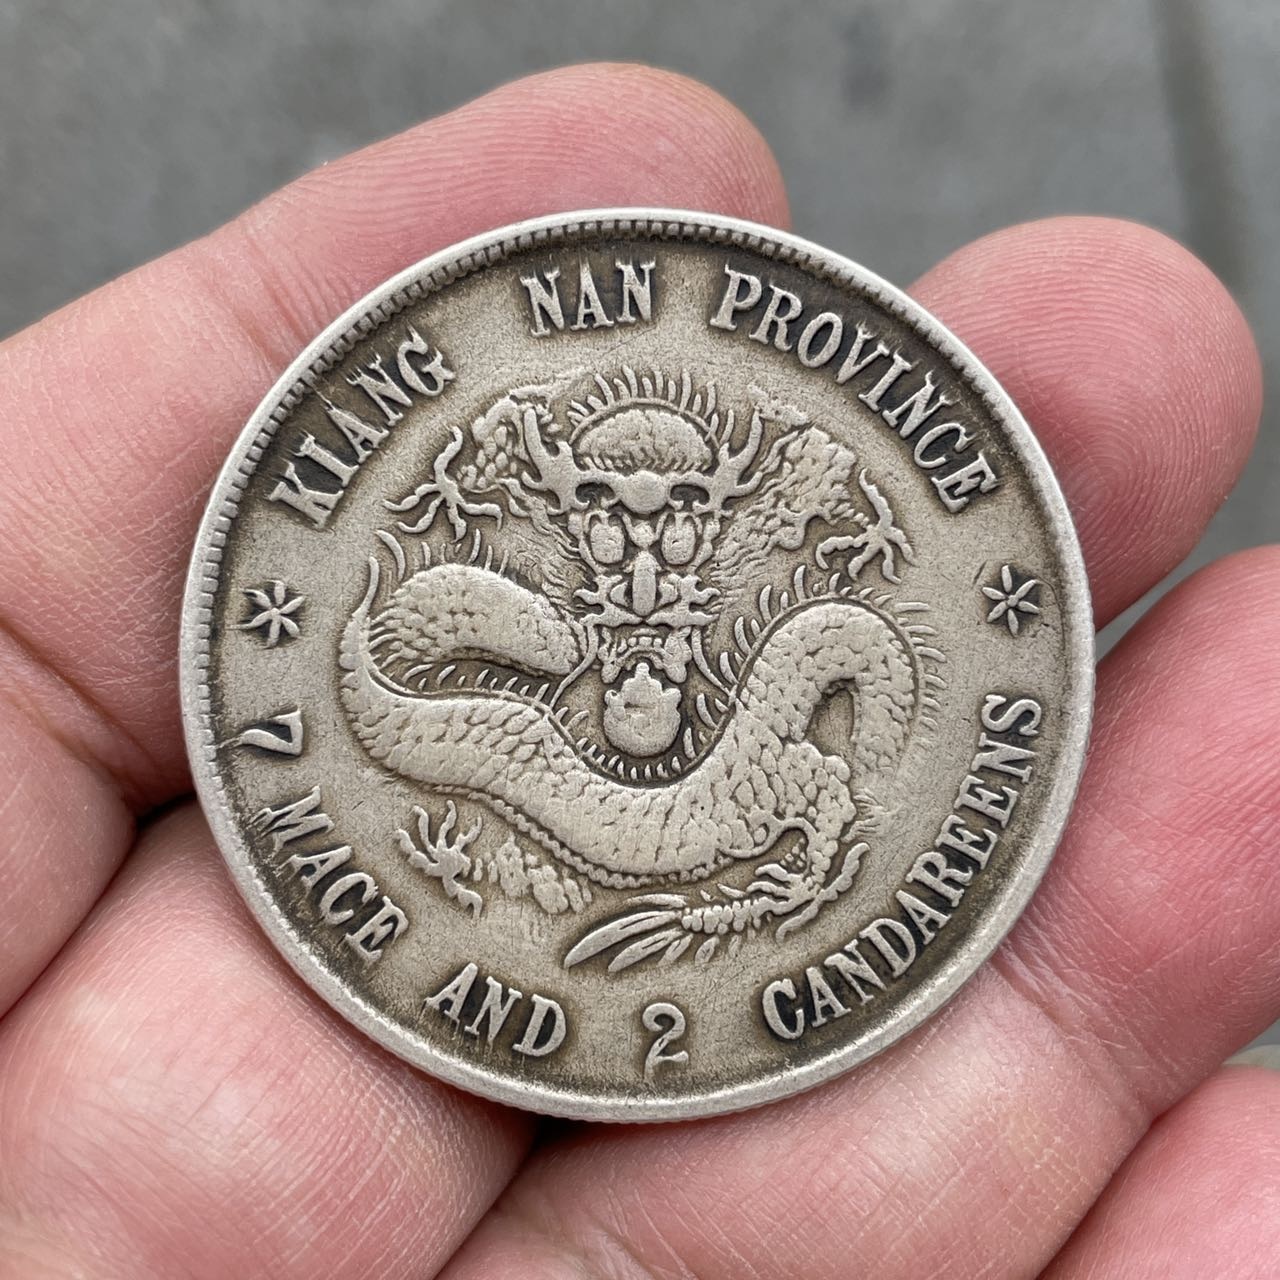 KIANG NAN PROVINCE
7 MACE AND 2 CANDAREENS